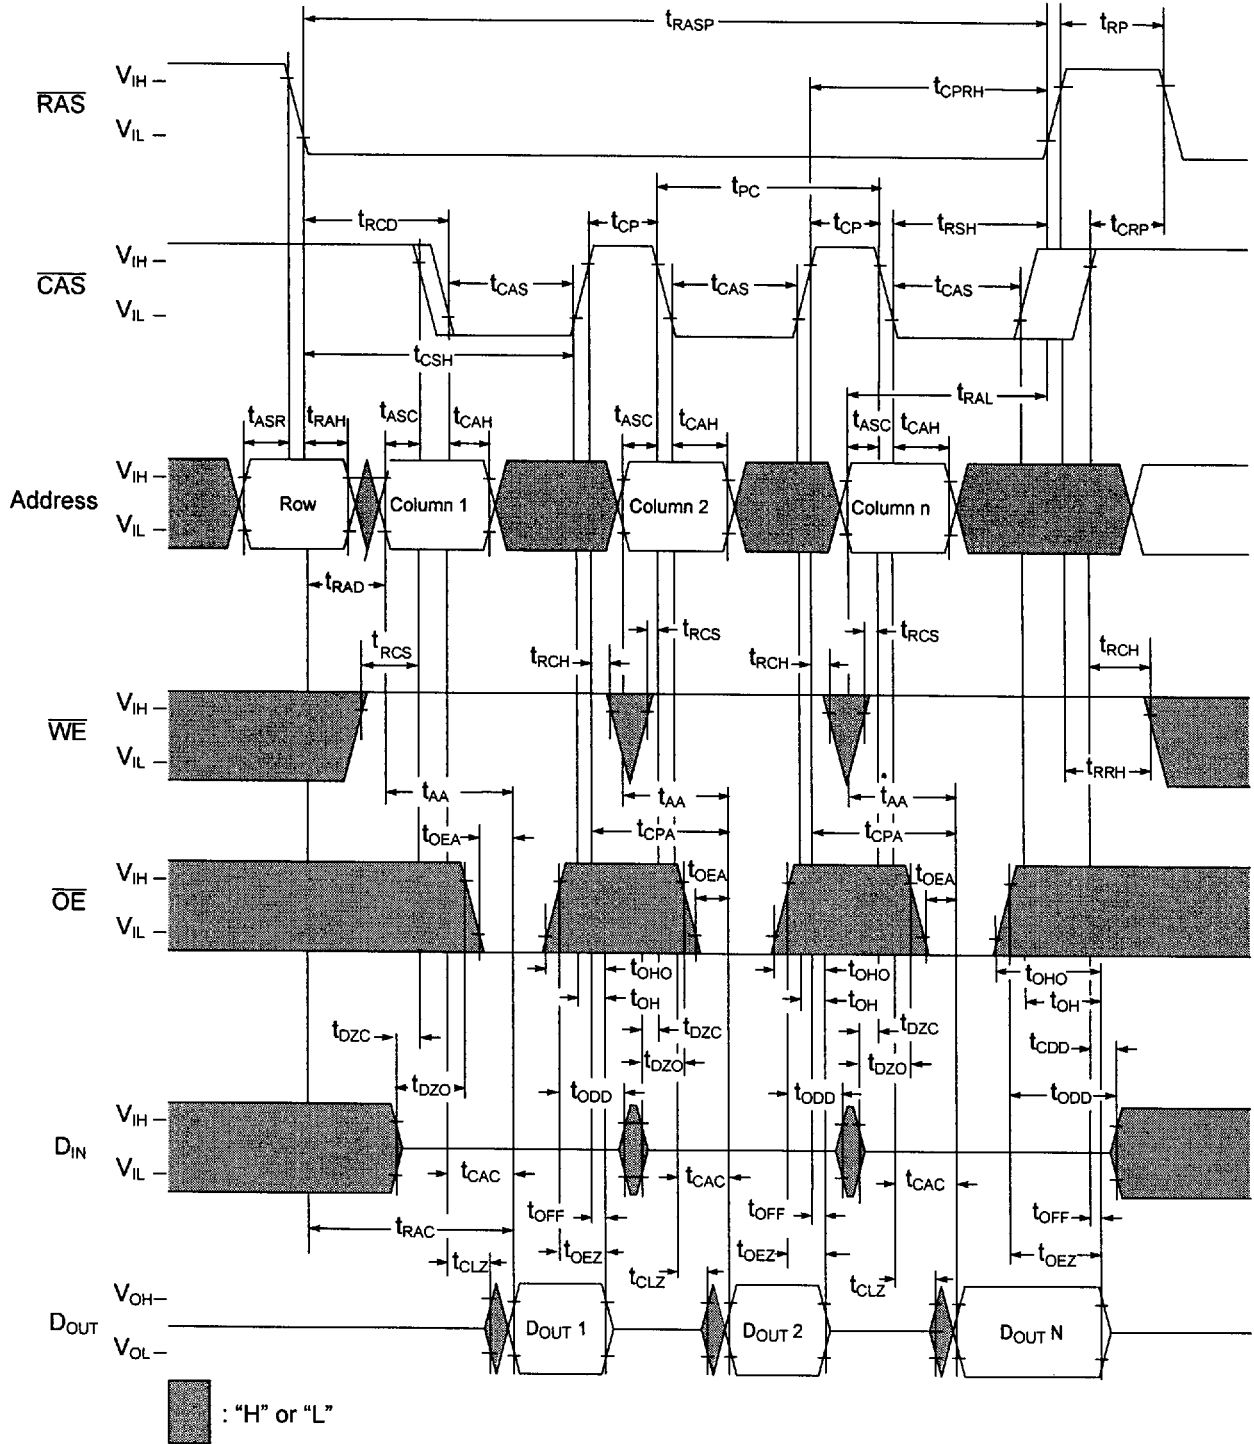 tRASP tRP
VIH
RAS tCPRH
VIL
tPC
tRCD tCP tCP tRSH tCRP
VIH
CAS tCAS tCAS tCAS
VIL
tCSH
tRAL
tASR tRAH tASC tCAH tASC tCAH tASC tCAH
VIH
Address Row Column 1 Column 2 Column n
VIL
tRAD
tRCS tRCS tRCS
tRCH tRCH tRCH
VIH
WE
VIL
tRRH
tAA tAA tAA
tOEA tCPA tCPA
tOEA tOEA
VIH
OE
VIL
tOHO tOHO tOHO
tOH tOH tOH
tDZC tDZC tDZC tCDD
tDZO tDZO tDZO
tODD tODD tODD
VIH
DIN
VIL
tCAC tCAC tCAC
tRAC tOFF tOFF tOFF
tCLZ tOEZ tOEZ tOEZ
tCLZ tCLZ
VOH
DOUT DOUT 1 DOUT 2 DOUT N
VOL
: "H" or "L"